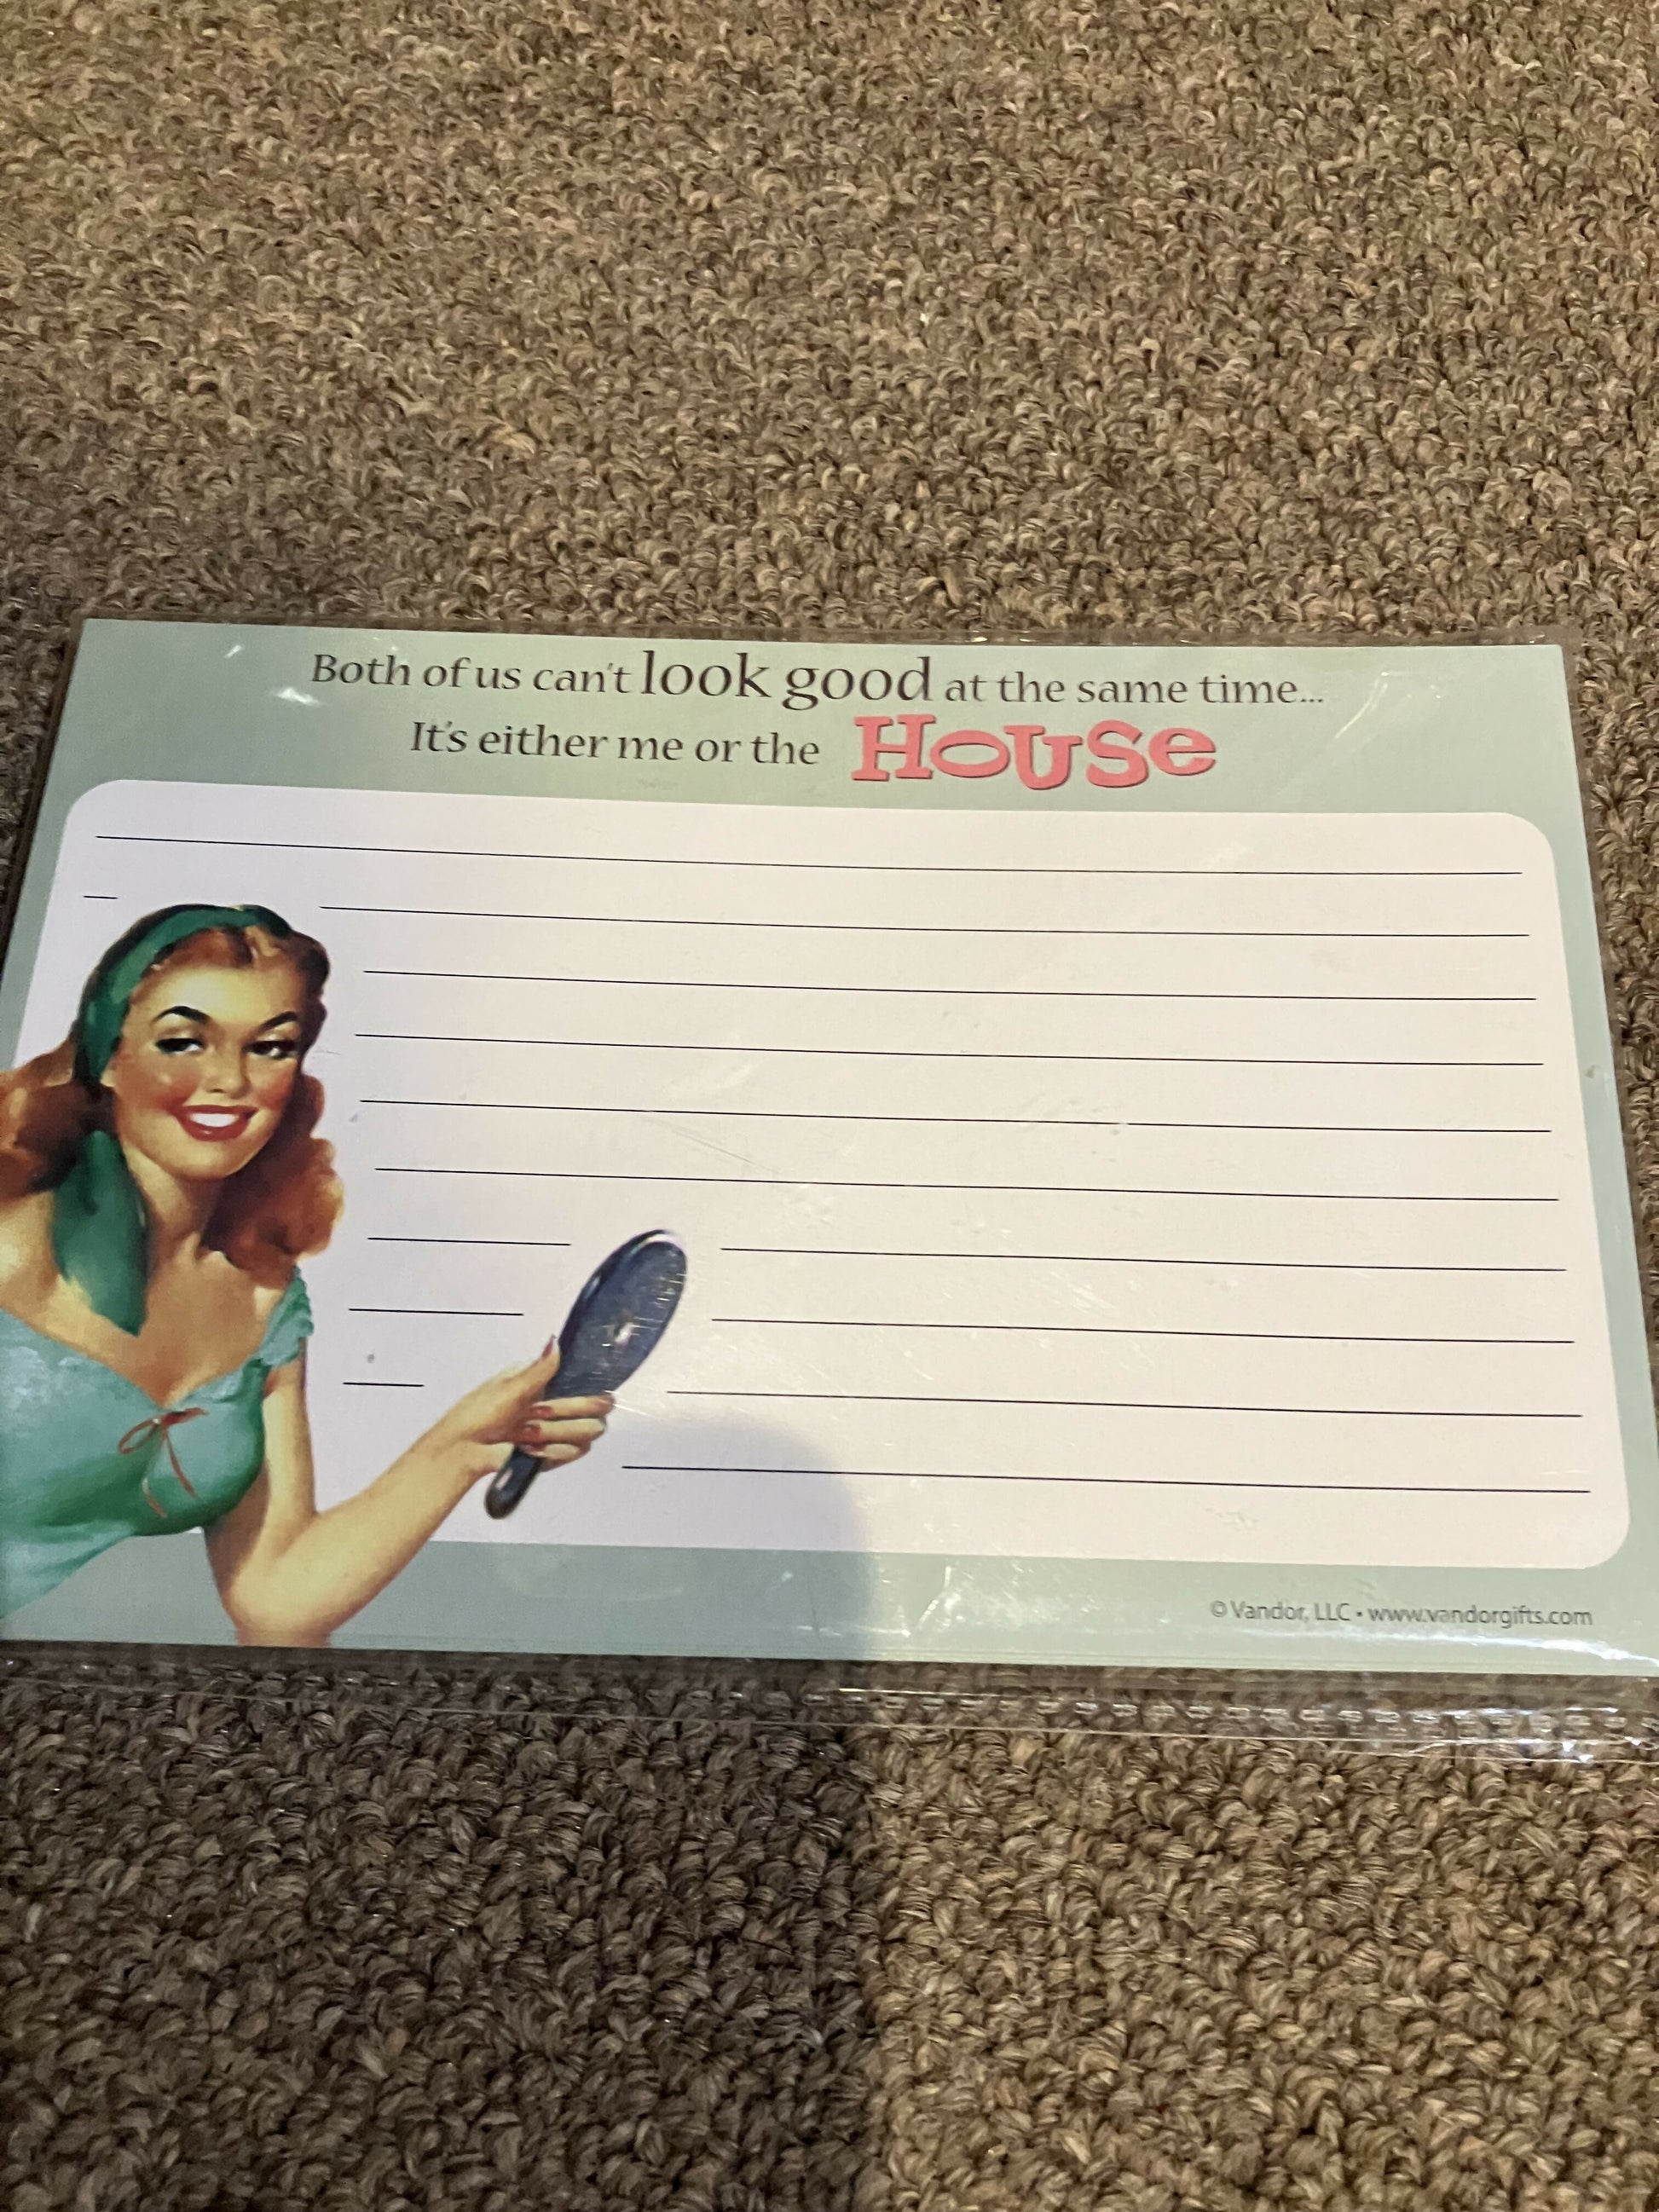 Both of us can't look good at the same time...
It's either me or the HOUSe
© Vandor, LLC • www.vandorgifts.com